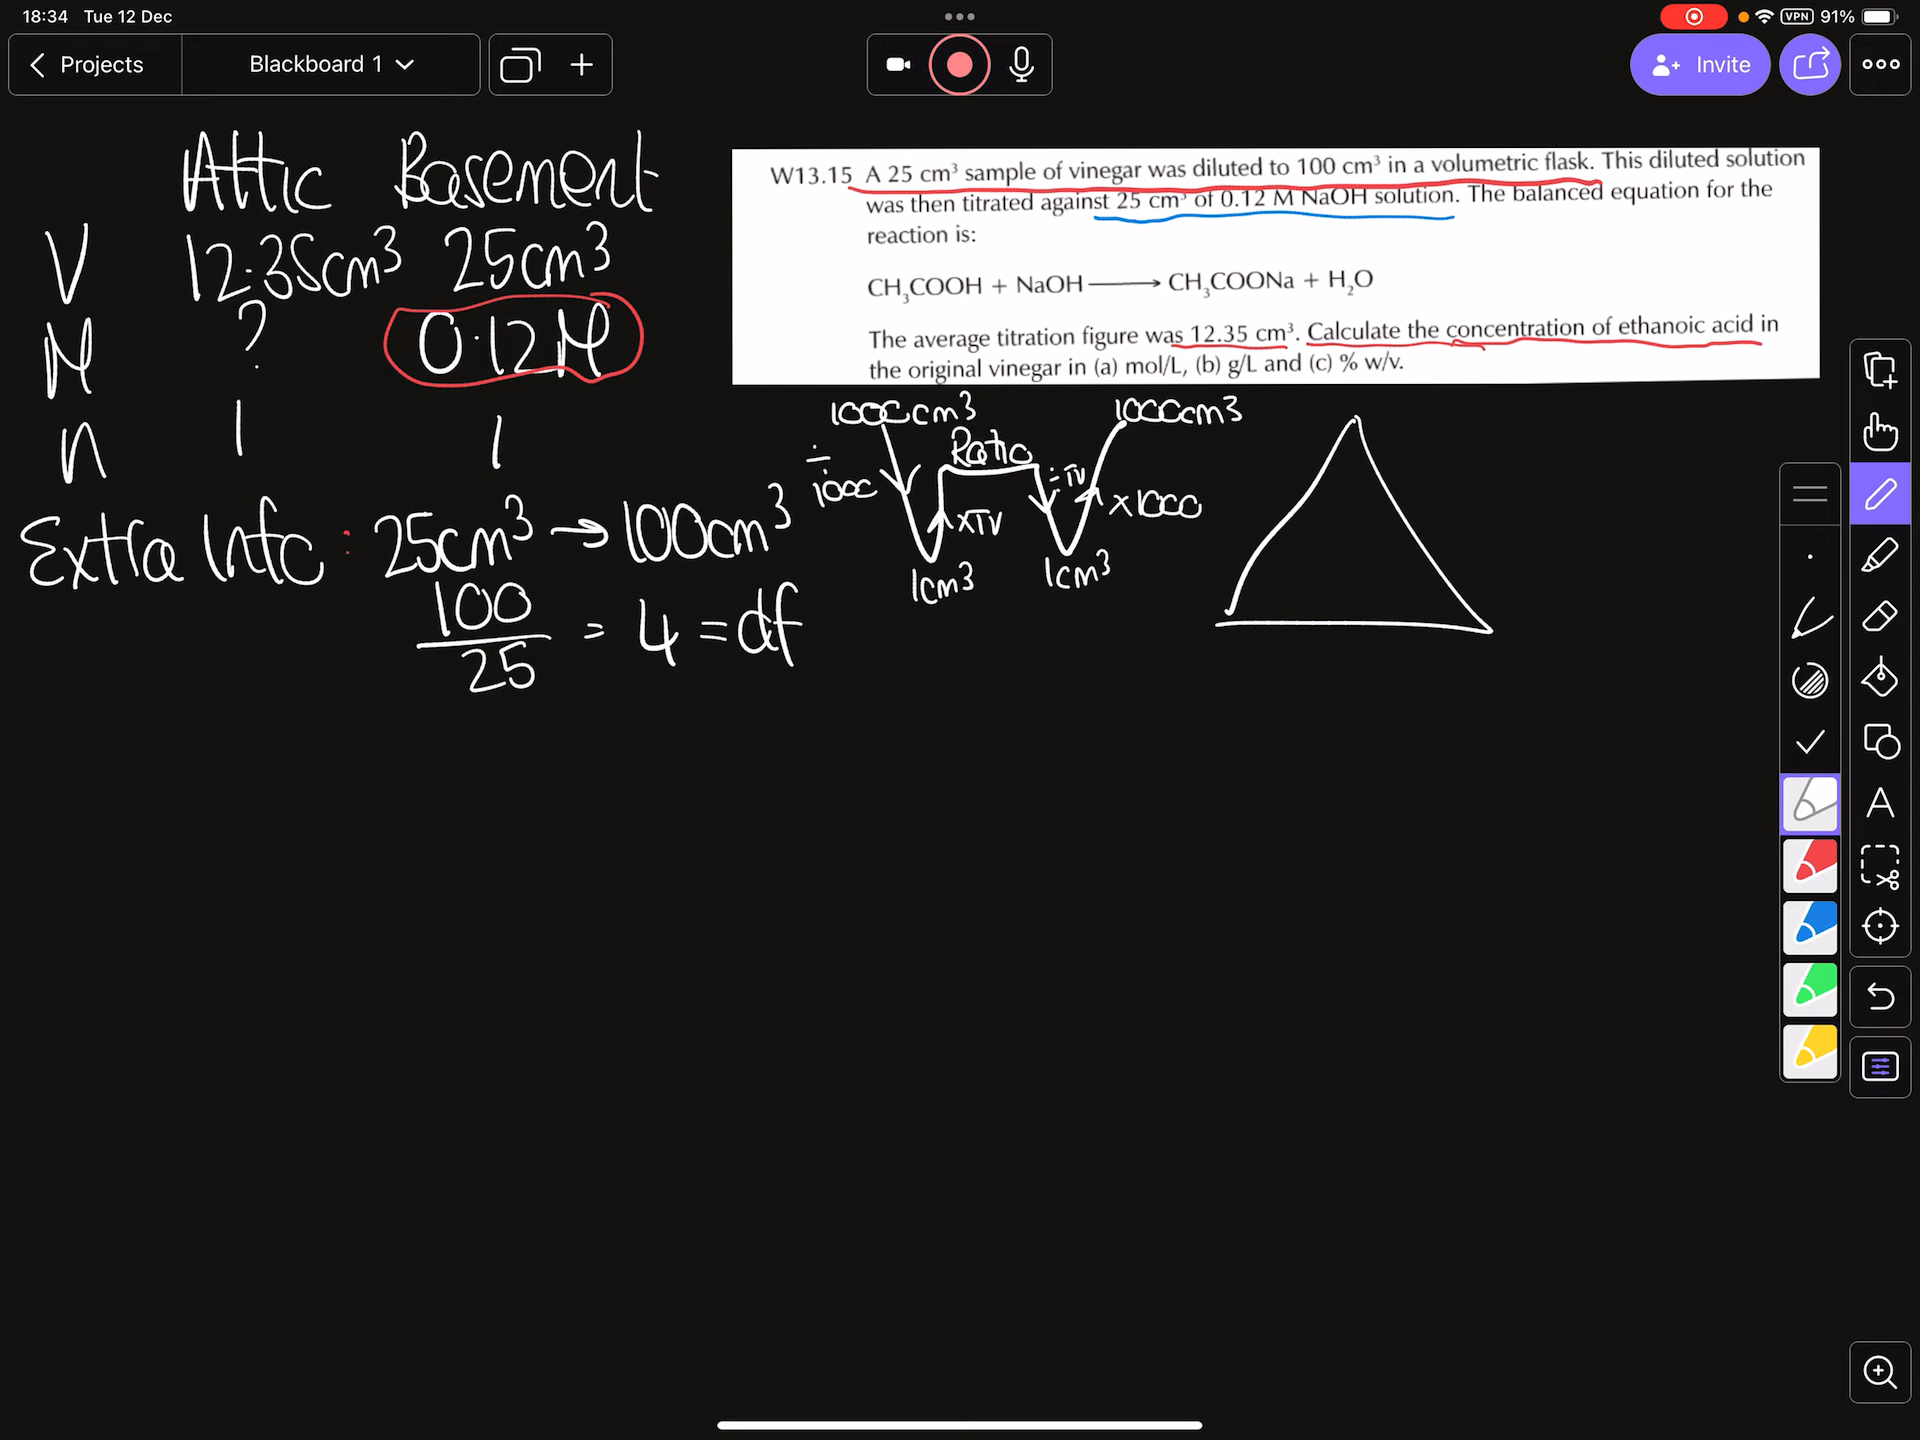 18:34 Tue 12 Dec
VPN 91%
Projects
Blackboard 1
Invite
Attic Basement
V 12.35cm³ 25cm³
M ? 0.12M
n 1 1
Extra Info : 25cm³ → 100cm³
100
25
= 4 = df
W13.15 A 25 cm³ sample of vinegar was diluted to 100 cm³ in a volumetric flask. This diluted solution
was then titrated against 25 cm³ of 0.12 M NaOH solution. The balanced equation for the
reaction is:
CH₃COOH + NaOH ⟶ CH₃COONa + H₂O
The average titration figure was 12.35 cm³. Calculate the concentration of ethanoic acid in
the original vinegar in (a) mol/L, (b) g/L and (c) % w/v.
1000cm³ 1000cm³
Ratio
÷
1000
÷TV
xTV
x1000
1cm³ 1cm³
A